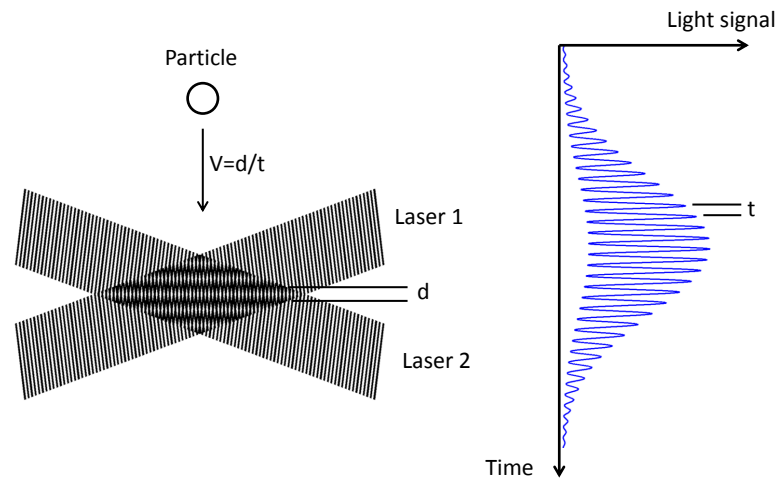 Light signal
Particle
V=d/t
Laser 1
t
d
Laser 2
Time